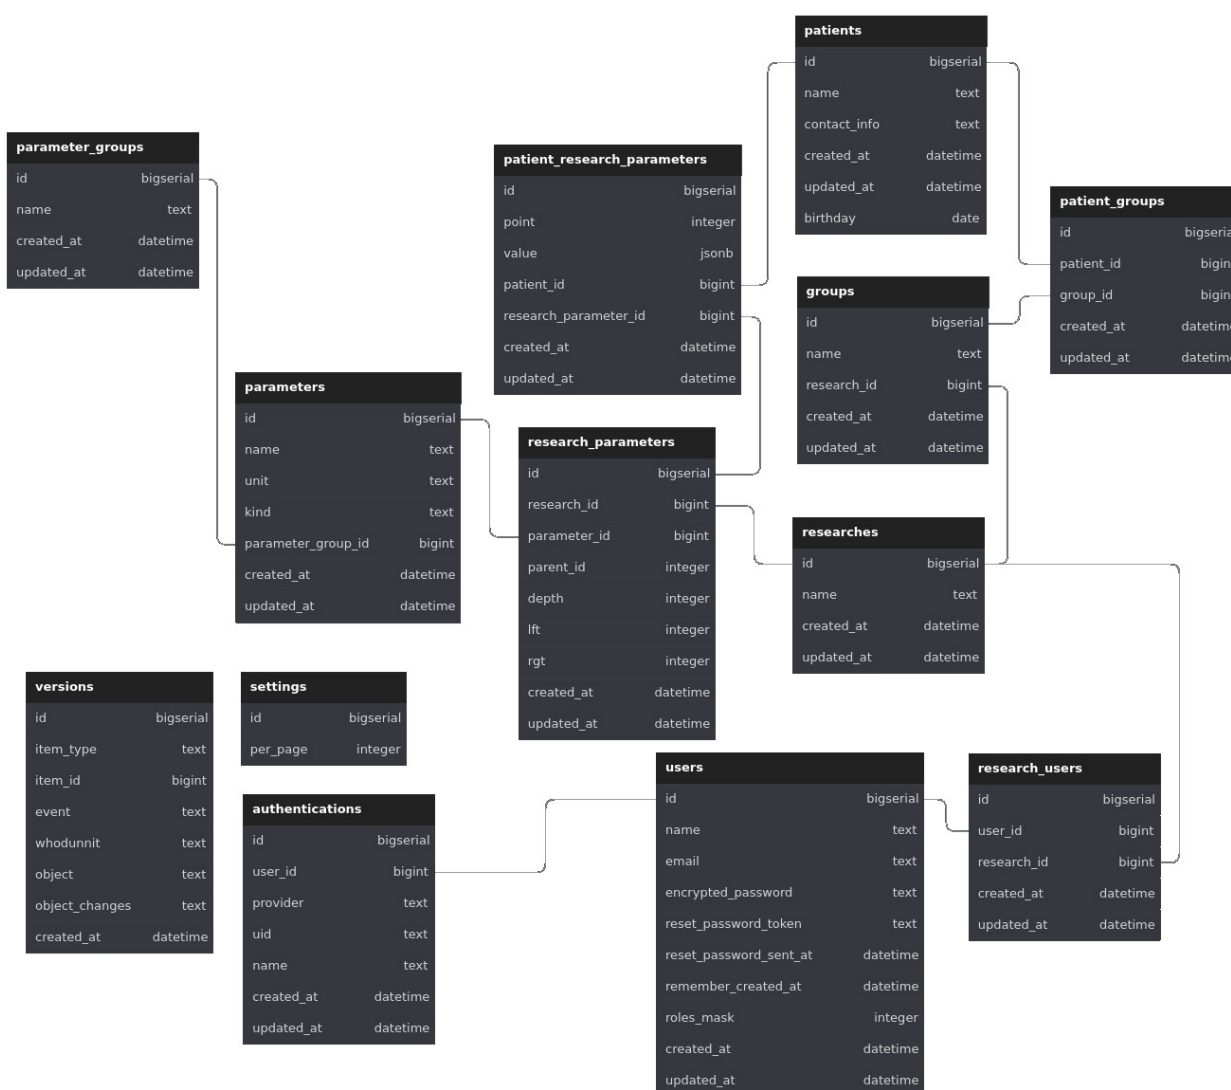 patients
id bigserial
name text
contact_info text
created_at datetime
updated_at datetime
birthday date
parameter_groups
id bigserial
name text
created_at datetime
updated_at datetime
patient_research_parameters
id bigserial
point integer
value jsonb
patient_id bigint
research_parameter_id bigint
created_at datetime
updated_at datetime
patient_groups
id bigseria
patient_id bigin
group_id bigin
created_at datetime
updated_at datetime
groups
id bigserial
name text
research_id bigint
created_at datetime
updated_at datetime
parameters
id bigserial
name text
unit text
kind text
parameter_group_id bigint
created_at datetime
updated_at datetime
research_parameters
id bigserial
research_id bigint
parameter_id bigint
parent_id integer
depth integer
lft integer
rgt integer
created_at datetime
updated_at datetime
researches
id bigserial
name text
created_at datetime
updated_at datetime
versions
id bigserial
item_type text
item_id bigint
event text
whodunnit text
object text
object_changes text
created_at datetime
settings
id bigserial
per_page integer
authentications
id bigserial
user_id bigint
provider text
uid text
name text
created_at datetime
updated_at datetime
users
id bigserial
name text
email text
encrypted_password text
reset_password_token text
reset_password_sent_at datetime
remember_created_at datetime
roles_mask integer
created_at datetime
updated_at datetime
research_users
id bigserial
user_id bigint
research_id bigint
created_at datetime
updated_at datetime